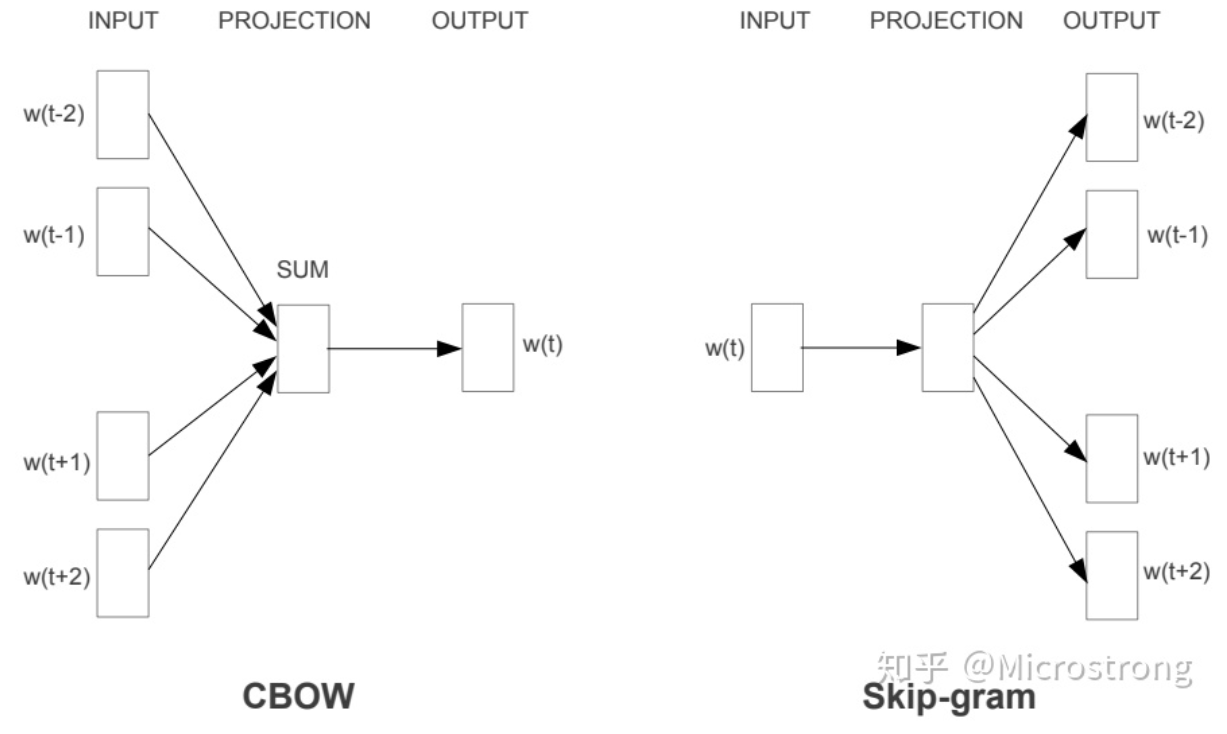 INPUT PROJECTION OUTPUT
w(t-2)
w(t-1)
SUM
w(t)
w(t+1)
w(t+2)
CBOW
INPUT PROJECTION OUTPUT
w(t-2)
w(t-1)
w(t)
w(t+1)
w(t+2)
知乎 @Microstrong
Skip-gram